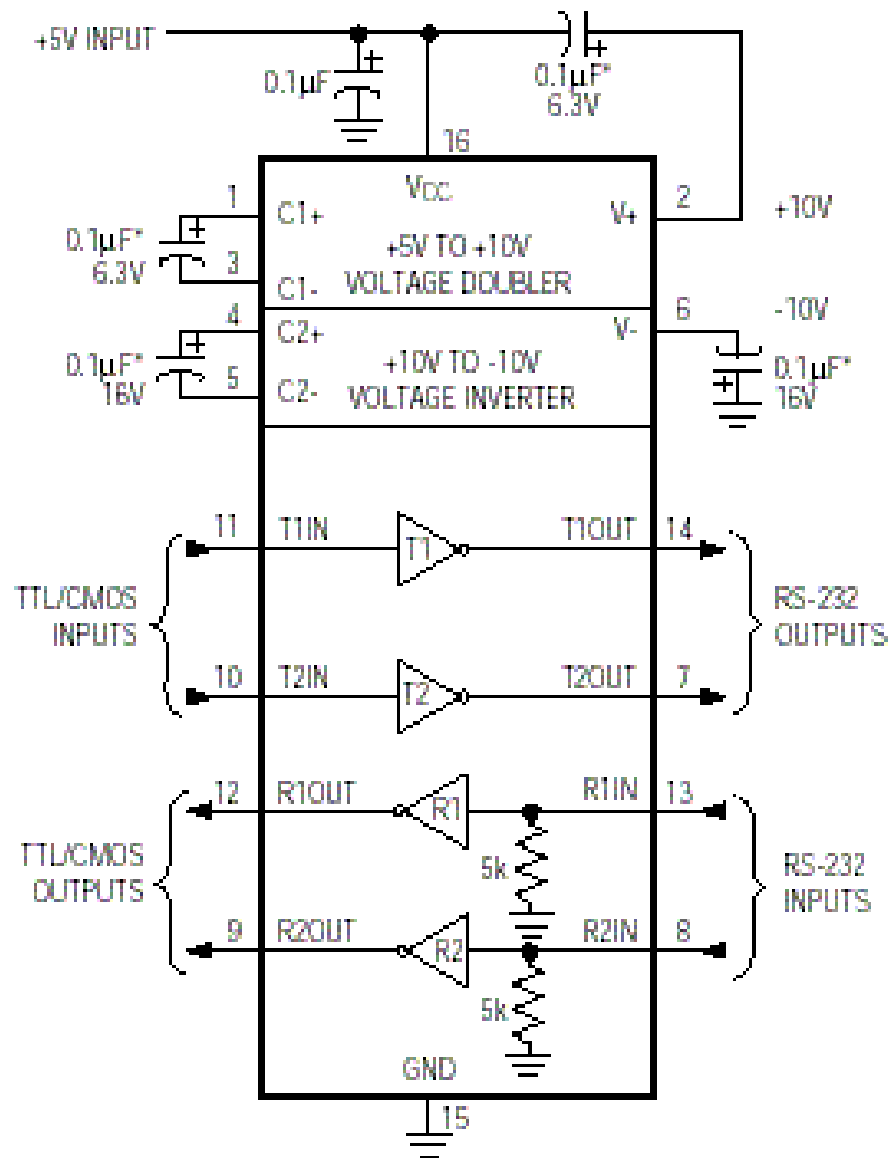 +5V INPUT
0.1µF
0.1µF*
6.3V
16
VCC
1
C1+
V+
2
+10V
0.1µF*
6.3V
+5V TO +10V
VOLTAGE DOUBLER
3
C1-
4
C2+
V-
6
-10V
0.1µF*
16V
+10V TO -10V
VOLTAGE INVERTER
5
C2-
0.1µF*
16V
11
T1IN
T1
T1OUT
14
TTL/CMOS
INPUTS
RS-232
OUTPUTS
10
T2IN
T2
T2OUT
7
12
R1OUT
R1
R1IN
13
5k
TTL/CMOS
OUTPUTS
RS-232
INPUTS
9
R2OUT
R2
R2IN
8
5k
GND
15